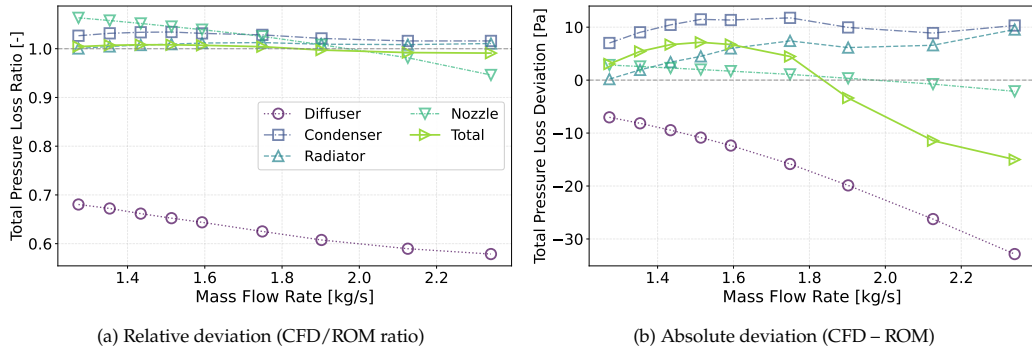 Total Pressure Loss Ratio [-]
1.0
0.9
0.8
0.7
0.6
1.4
1.6
1.8
2.0
2.2
Mass Flow Rate [kg/s]
Diffuser
Condenser
Radiator
Nozzle
Total
(a) Relative deviation (CFD/ROM ratio)
Total Pressure Loss Deviation [Pa]
10
0
−10
−20
−30
1.4
1.6
1.8
2.0
2.2
Mass Flow Rate [kg/s]
(b) Absolute deviation (CFD – ROM)